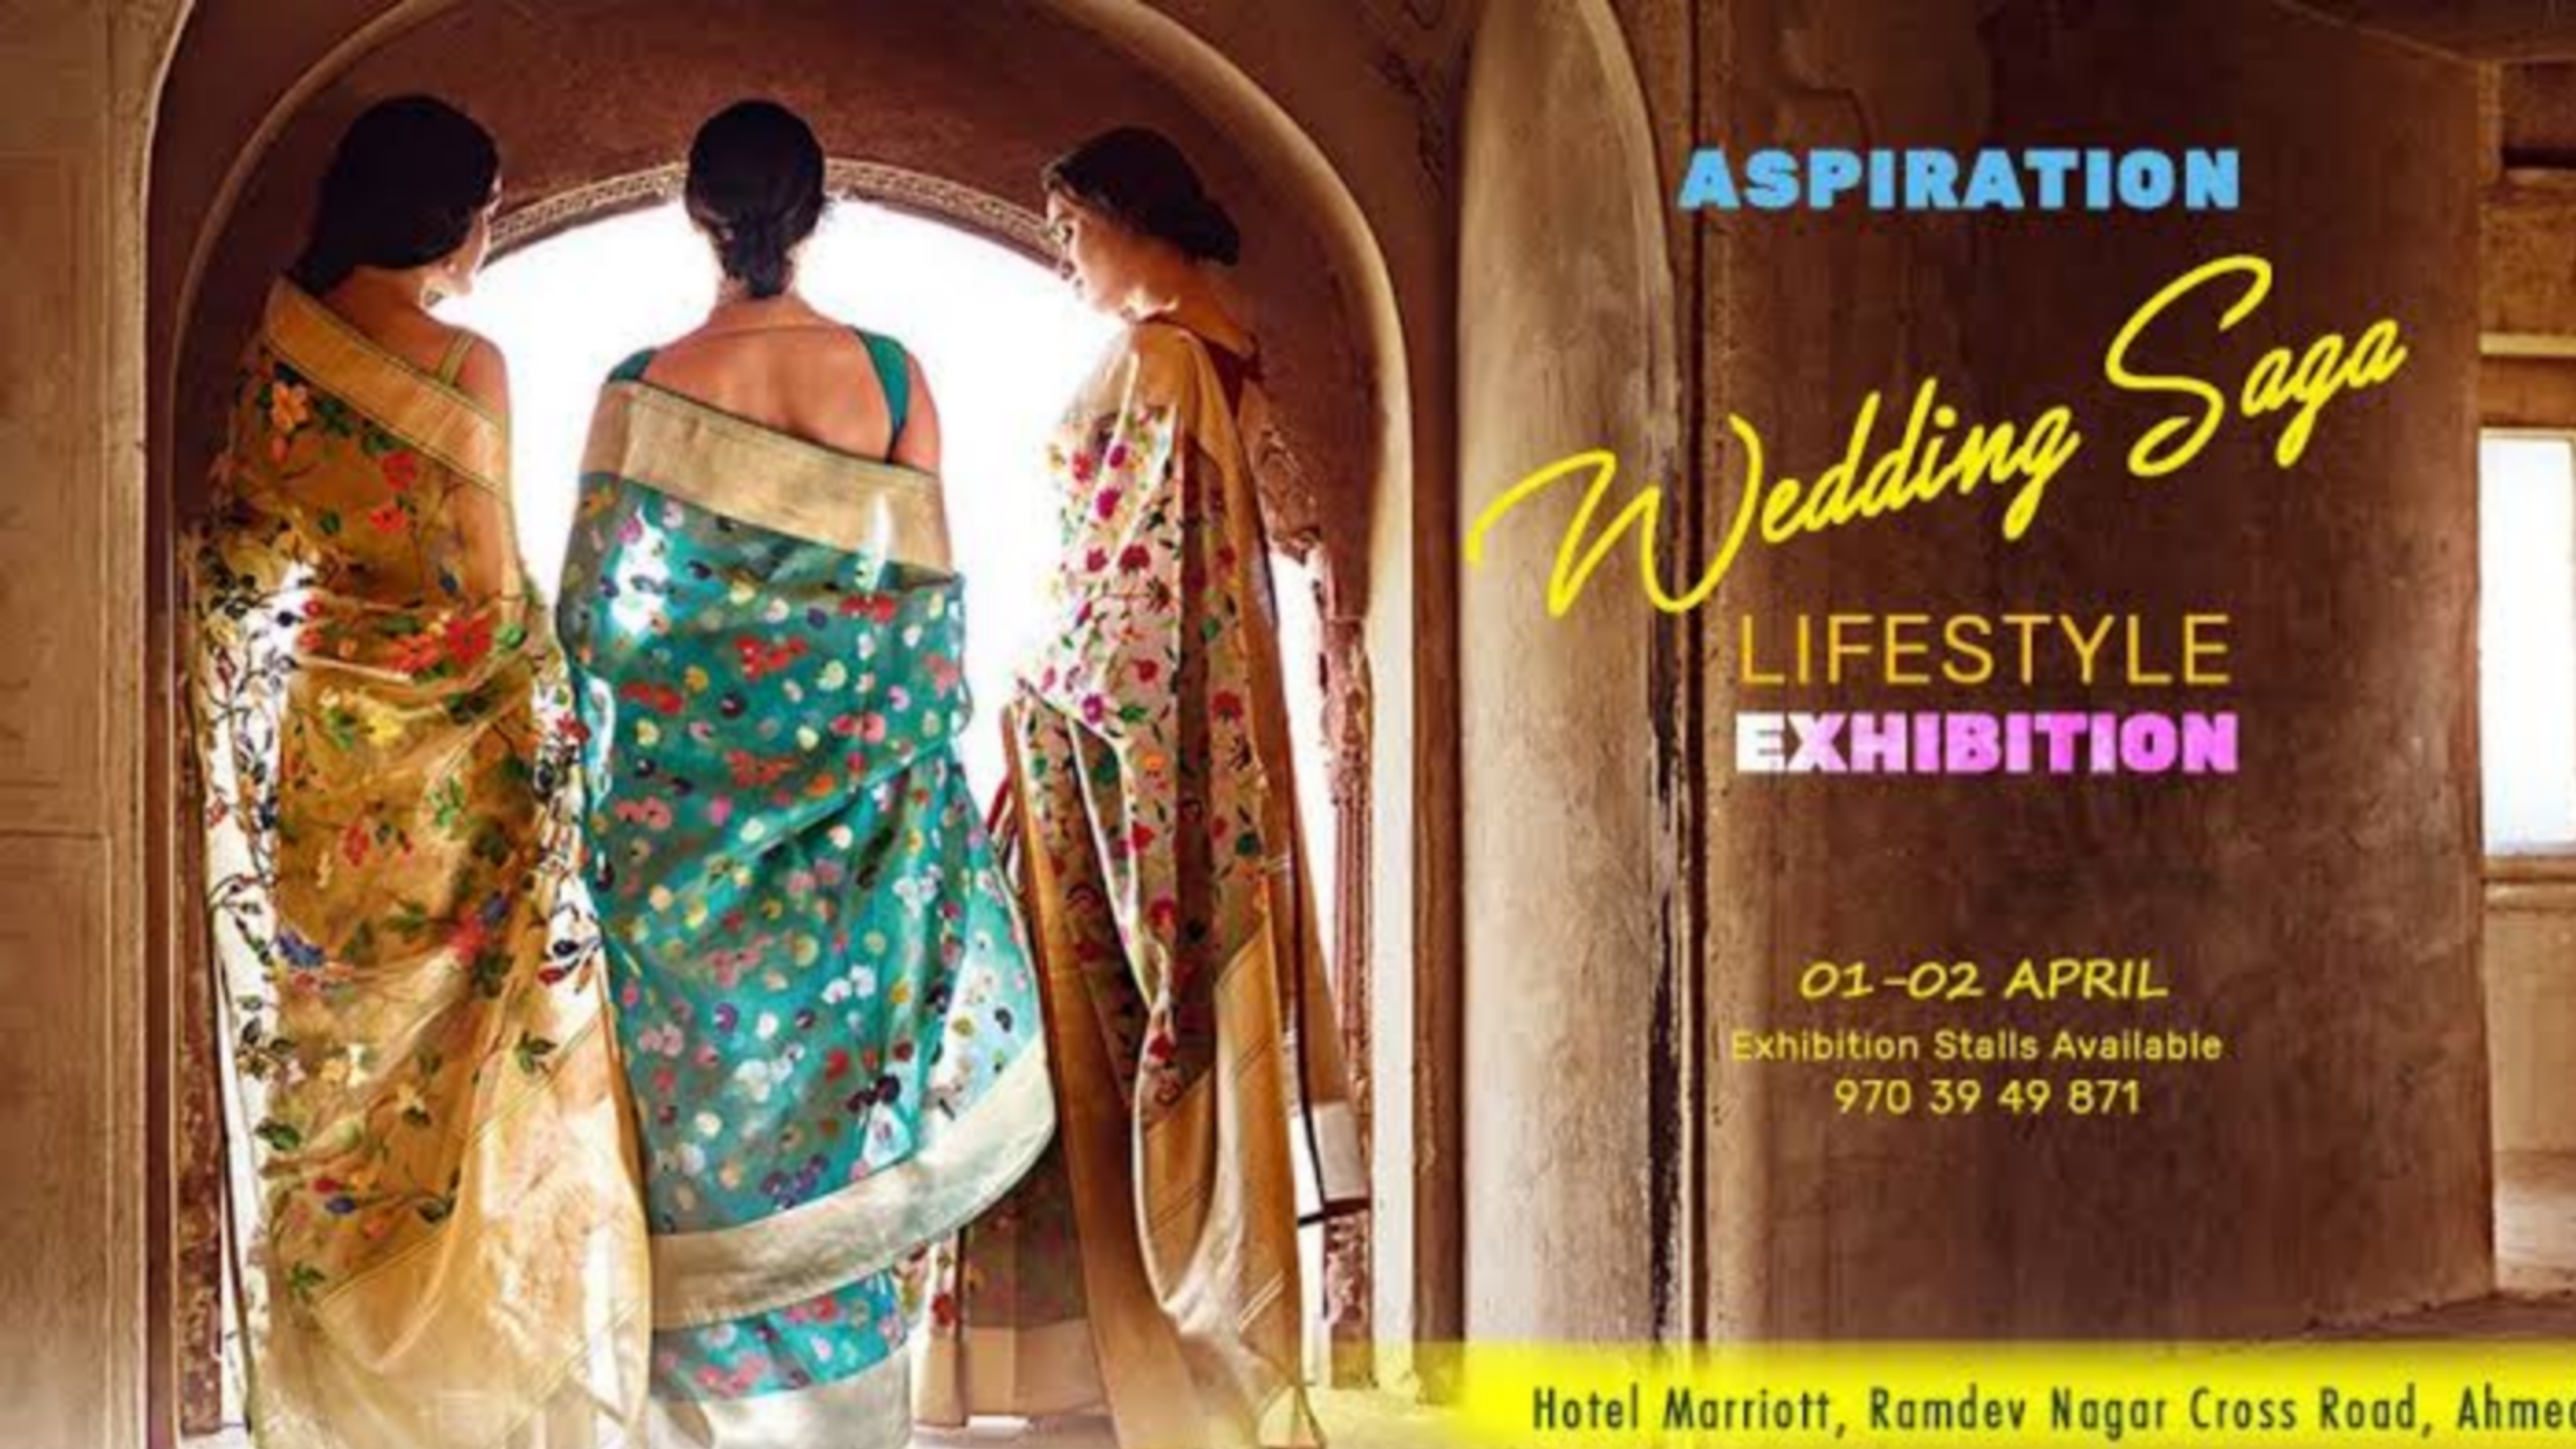 ASPIRATION
Wedding Saga
LIFESTYLE
EXHIBITION
01-02 APRIL
Exhibition Stalls Available
970 39 49 871
Hotel Marriott, Ramdev Nagar Cross Road,